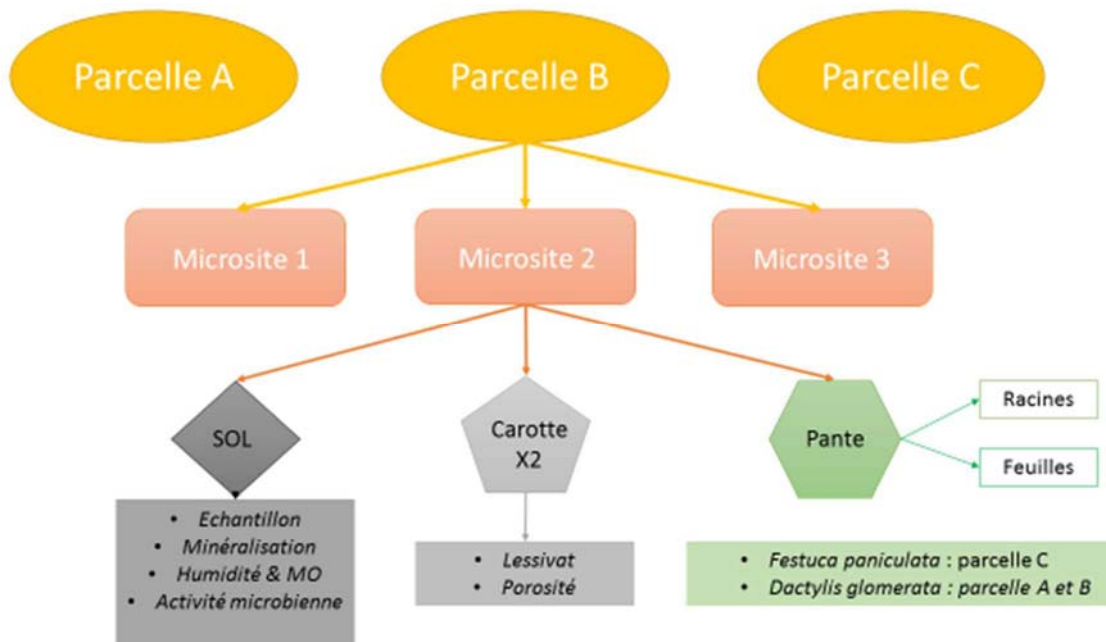 Parcelle A
Parcelle B
Parcelle C
Microsite 1
Microsite 2
Microsite 3
SOL
Carotte
X2
Pante
Racines
Feuilles
• Echantillon
• Minéralisation
• Humidité & MO
• Activité microbienne
• Lessivat
• Porosité
• Festuca paniculata : parcelle C
• Dactylis glomerata : parcelle A et B